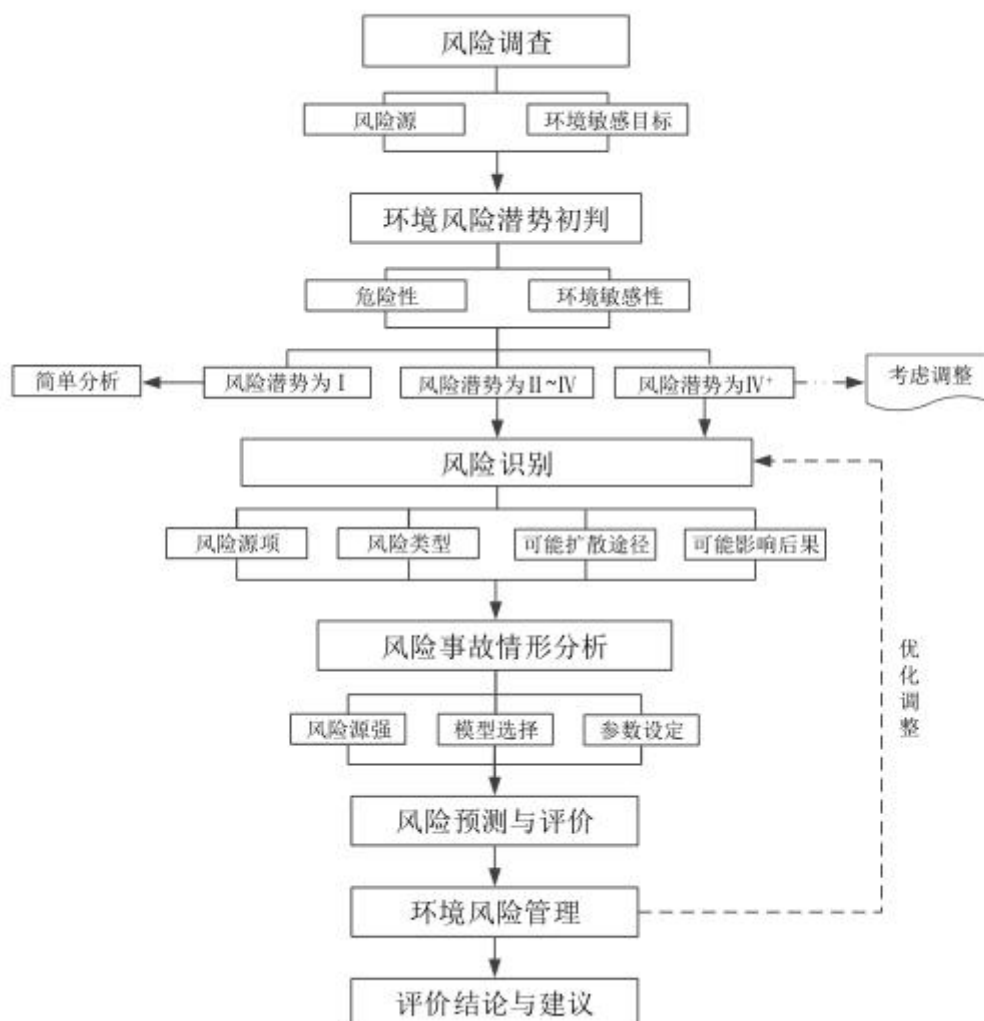 风险调查
风险源
环境敏感目标
环境风险潜势初判
危险性
环境敏感性
简单分析
风险潜势为Ⅰ
风险潜势为Ⅱ~Ⅳ
风险潜势为Ⅳ⁺
考虑调整
风险识别
风险源项
风险类型
可能扩散途径
可能影响后果
风险事故情形分析
优化调整
风险源强
模型选择
参数设定
风险预测与评价
环境风险管理
评价结论与建议